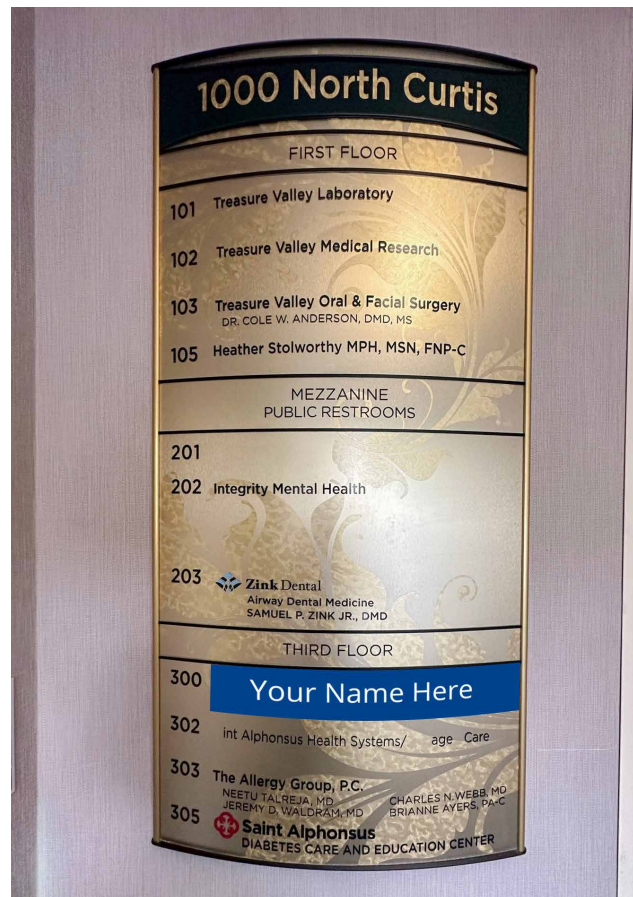 1000 North Curtis
FIRST FLOOR
101 Treasure Valley Laboratory
102 Treasure Valley Medical Research
103 Treasure Valley Oral & Facial Surgery
DR. COLE W. ANDERSON, DMD, MS
105 Heather Stolworthy MPH, MSN, FNP-C
MEZZANINE
PUBLIC RESTROOMS
201
202 Integrity Mental Health
203 Zink Dental
Airway Dental Medicine
SAMUEL P. ZINK JR., DMD
THIRD FLOOR
300 Your Name Here
302 int Alphonsus Health Systems/ age Care
303 The Allergy Group, P.C.
NEETU TALREJA, MD CHARLES N.WEBB, MD
JEREMY D. WALDRAM, MD BRIANNE AYERS, PA-C
305 Saint Alphonsus
DIABETES CARE AND EDUCATION CENTER